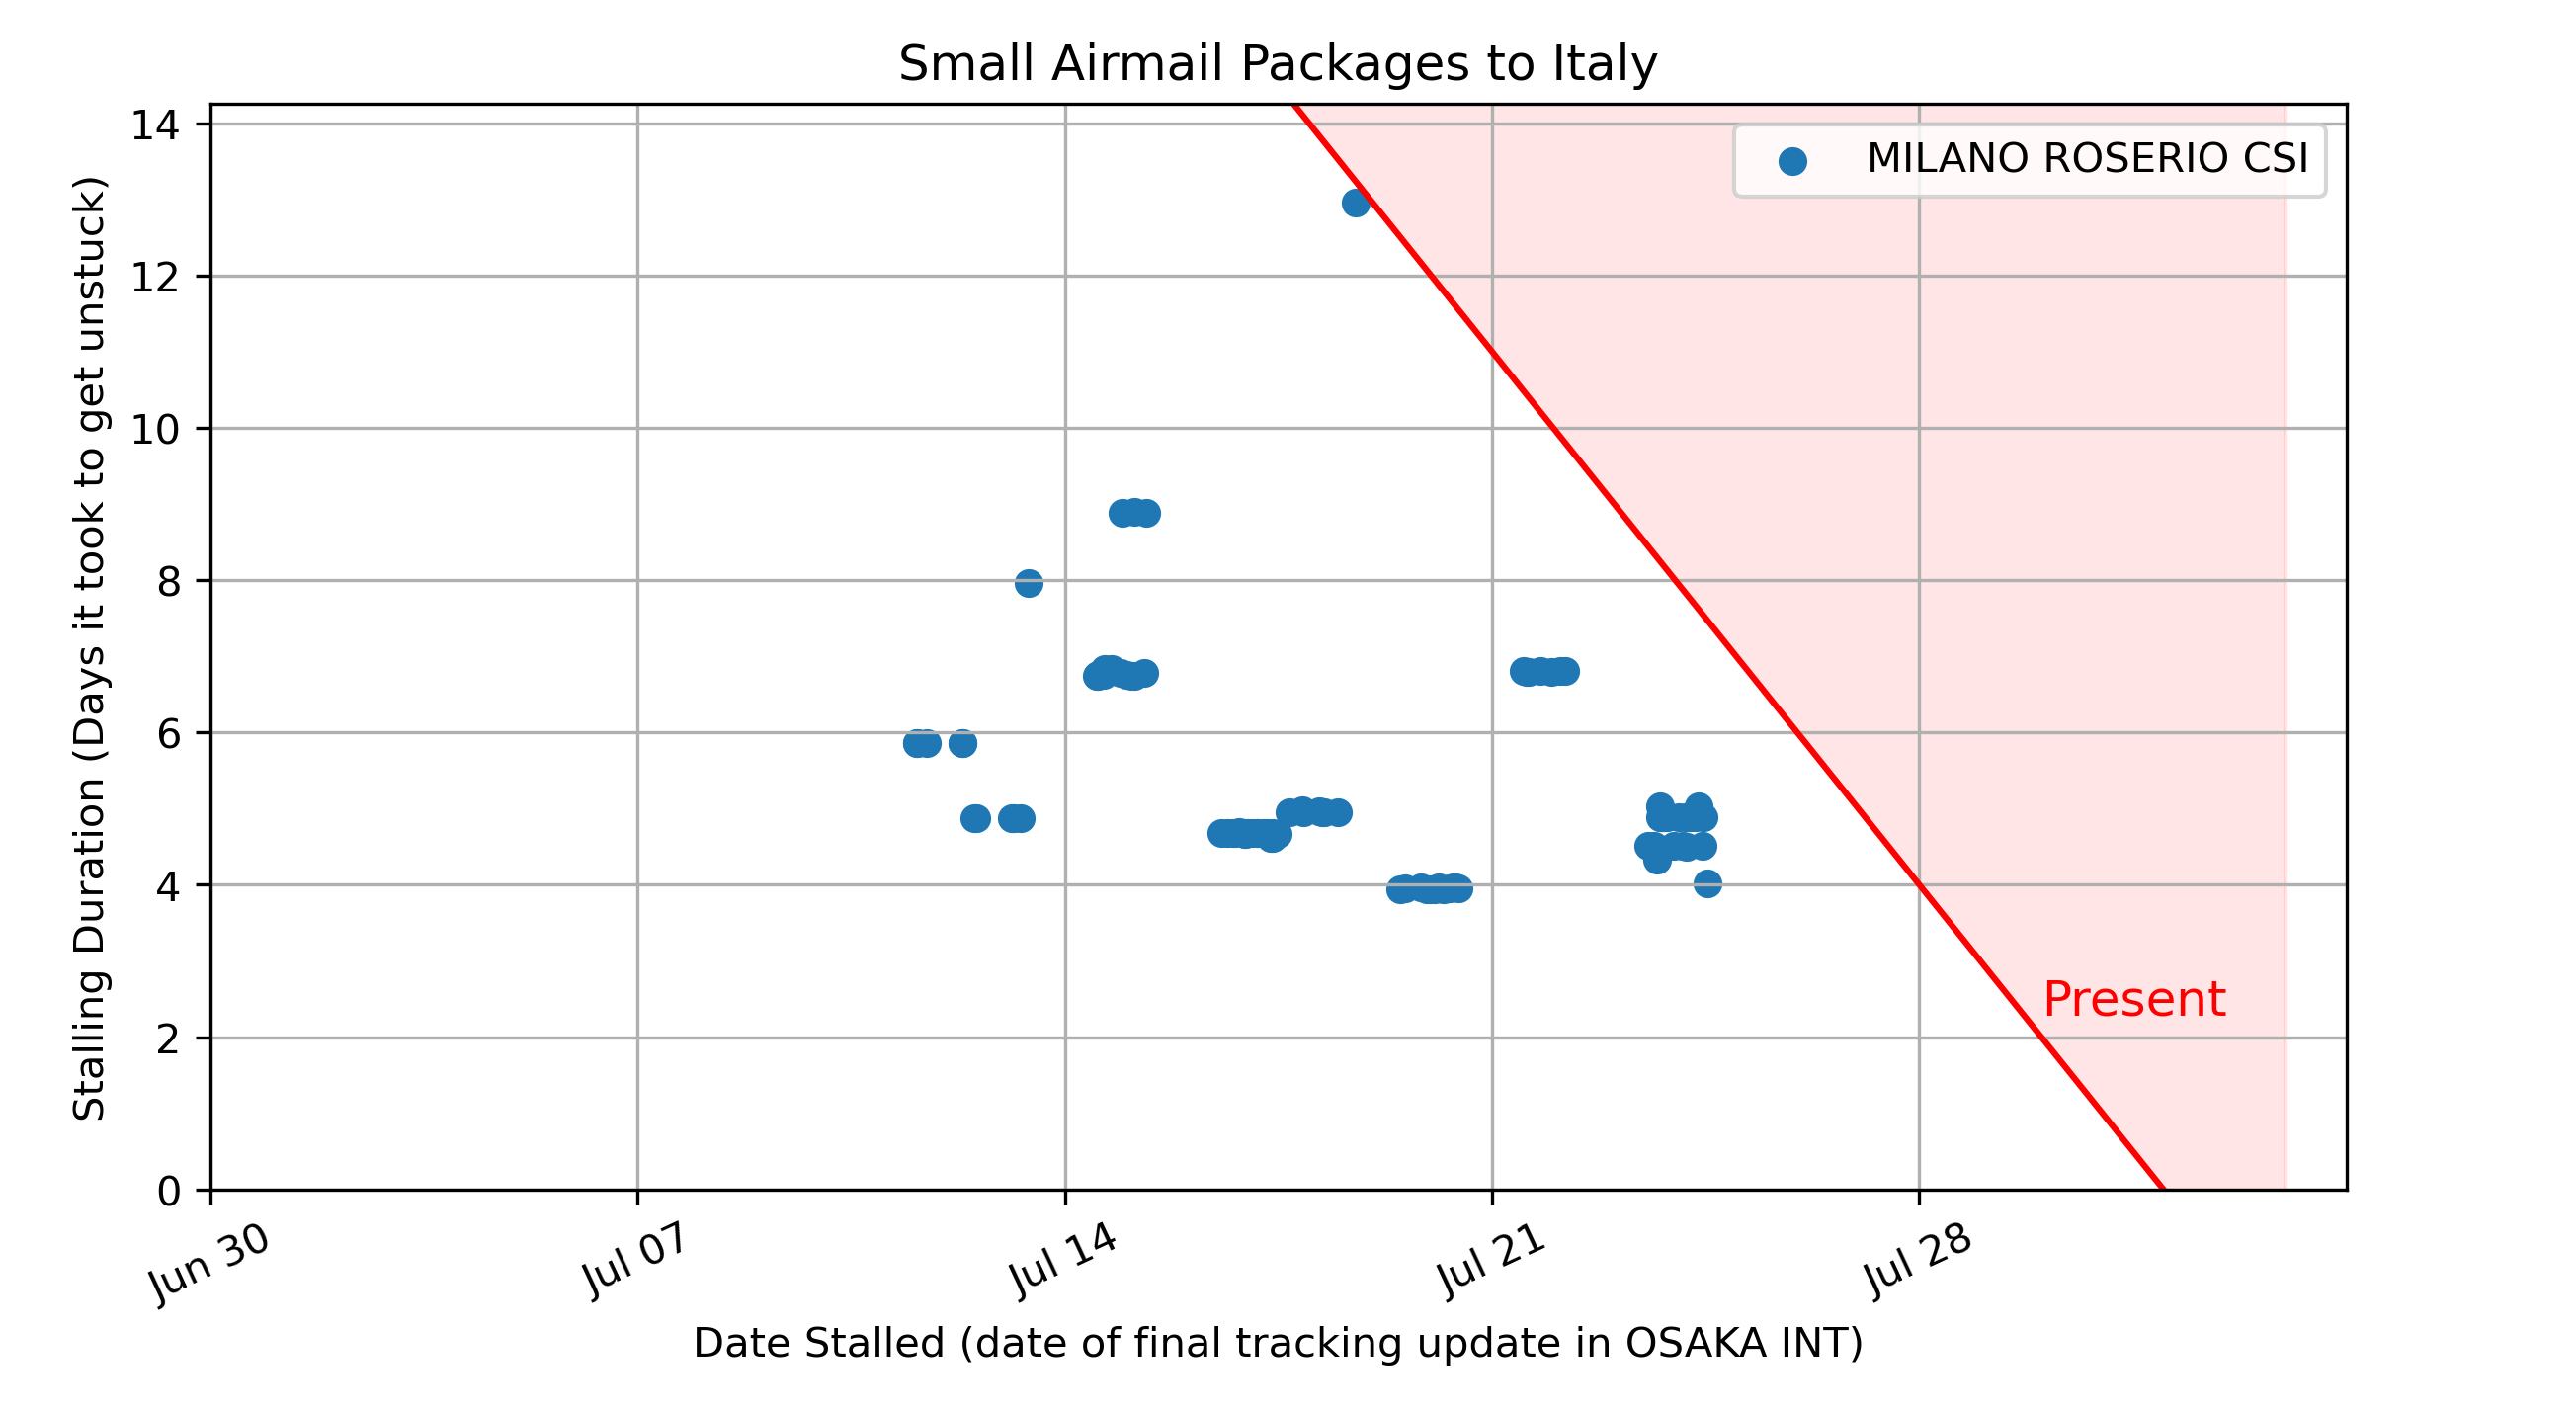 Small Airmail Packages to Italy
MILANO ROSERIO CSI
Stalling Duration (Days it took to get unstuck)
14
12
10
8
6
4
2
0
Present
Jun 30
Jul 07
Jul 14
Jul 21
Jul 28
Date Stalled (date of final tracking update in OSAKA INT)